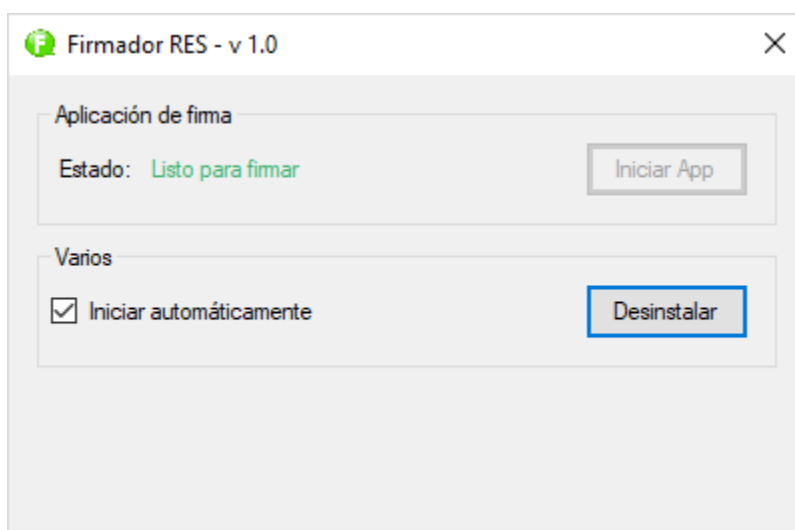 Firmador RES - v 1.0
Aplicación de firma
Estado: Listo para firmar
Iniciar App
Varios
Iniciar automáticamente
Desinstalar